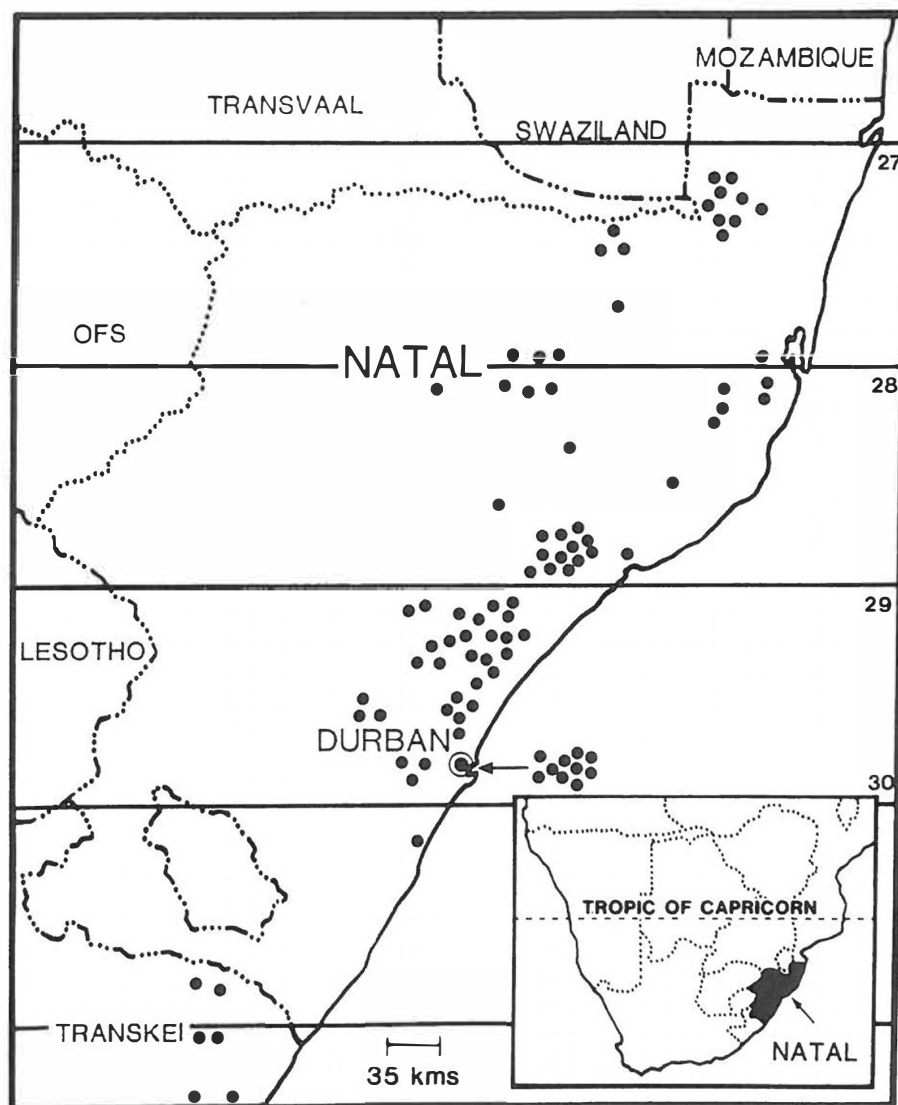 MOZAMBIQUE
TRANSVAAL
SWAZILAND
27
OFS
NATAL
28
29
LESOTHO
DURBAN
30
TROPIC OF CAPRICORN
TRANSKEI
NATAL
35 kms